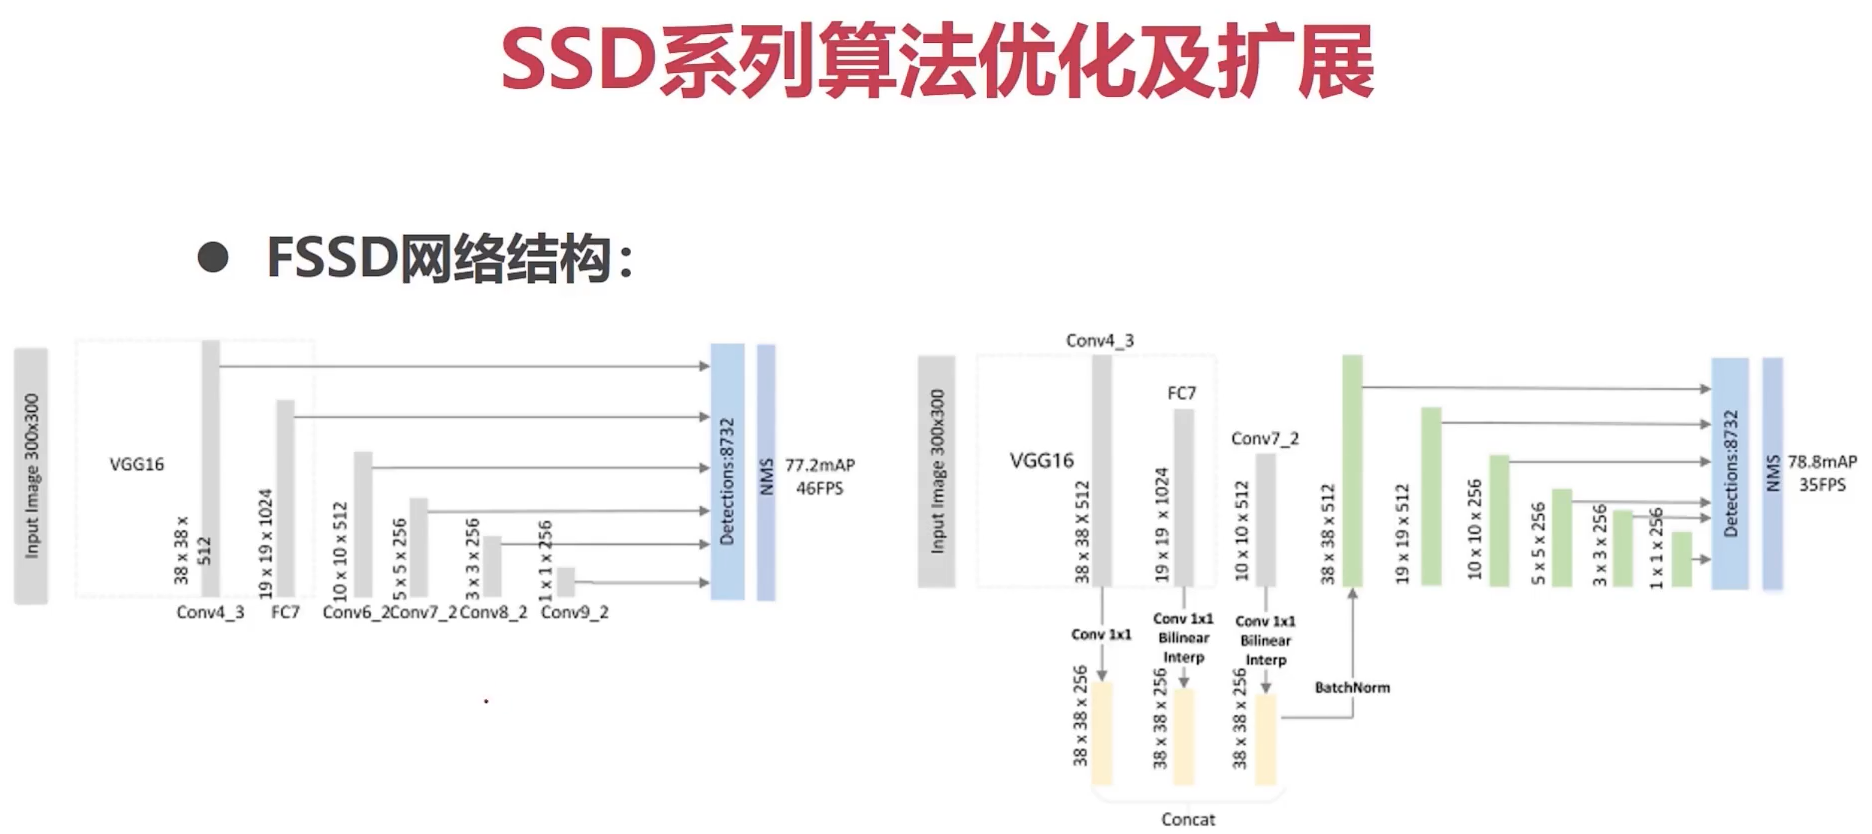 SSD系列算法优化及扩展
● FSSD网络结构：
Input Image 300x300
VGG16
38 x 38 x
512
19 x 19 x 1024
10 x 10 x 512
5 x 5 x 256
3 x 3 x 256
1 x 1 x 256
Conv4_3
FC7
Conv6_2
Conv7_2
Conv8_2
Conv9_2
Detections:8732
NMS
77.2mAP
46FPS
Input Image 300x300
VGG16
Conv4_3
38 x 38 x 512
FC7
19 x 19 x 1024
Conv7_2
10 x 10 x 512
38 x 38 x 512
19 x 19 x 512
10 x 10 x 256
5 x 5 x 256
3 x 3 x 256
1 x 1 x 256
Detections:8732
NMS
78.8mAP
35FPS
Conv 1x1
Conv 1x1
Bilinear
Interp
Conv 1x1
Bilinear
Interp
38 x 38 x 256
38 x 38 x 256
38 x 38 x 256
BatchNorm
Concat